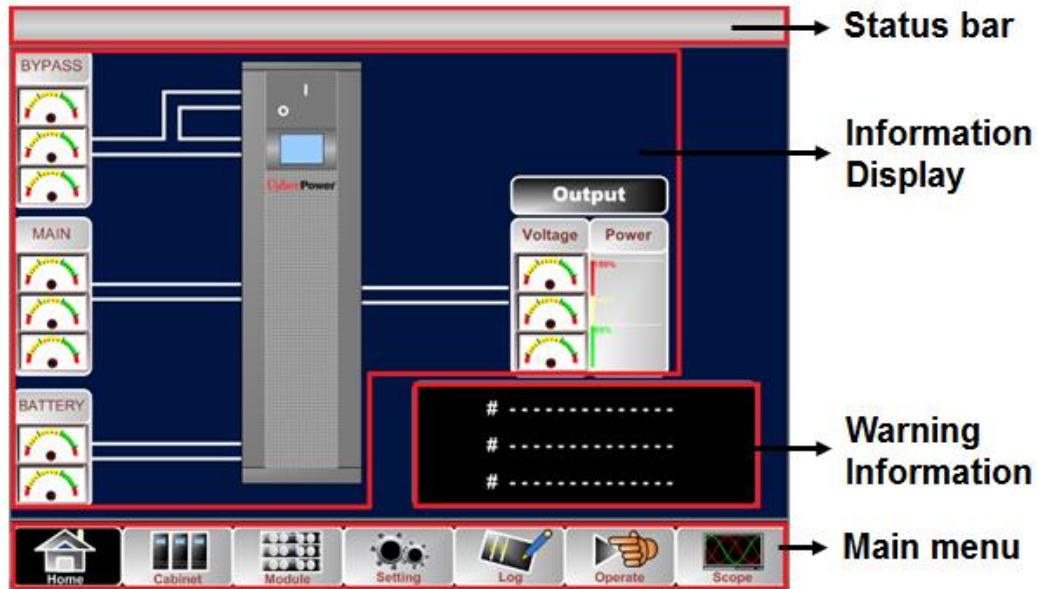 Status bar
BYPASS
Information
Display
CyberPower
Output
MAIN
Voltage Power
100%
BATTERY
# - - - - - - - - - - - - - -
# - - - - - - - - - - - - - -
# - - - - - - - - - - - - - -
Warning
Information
Home Cabinet Module Setting Log Operate Scope
Main menu